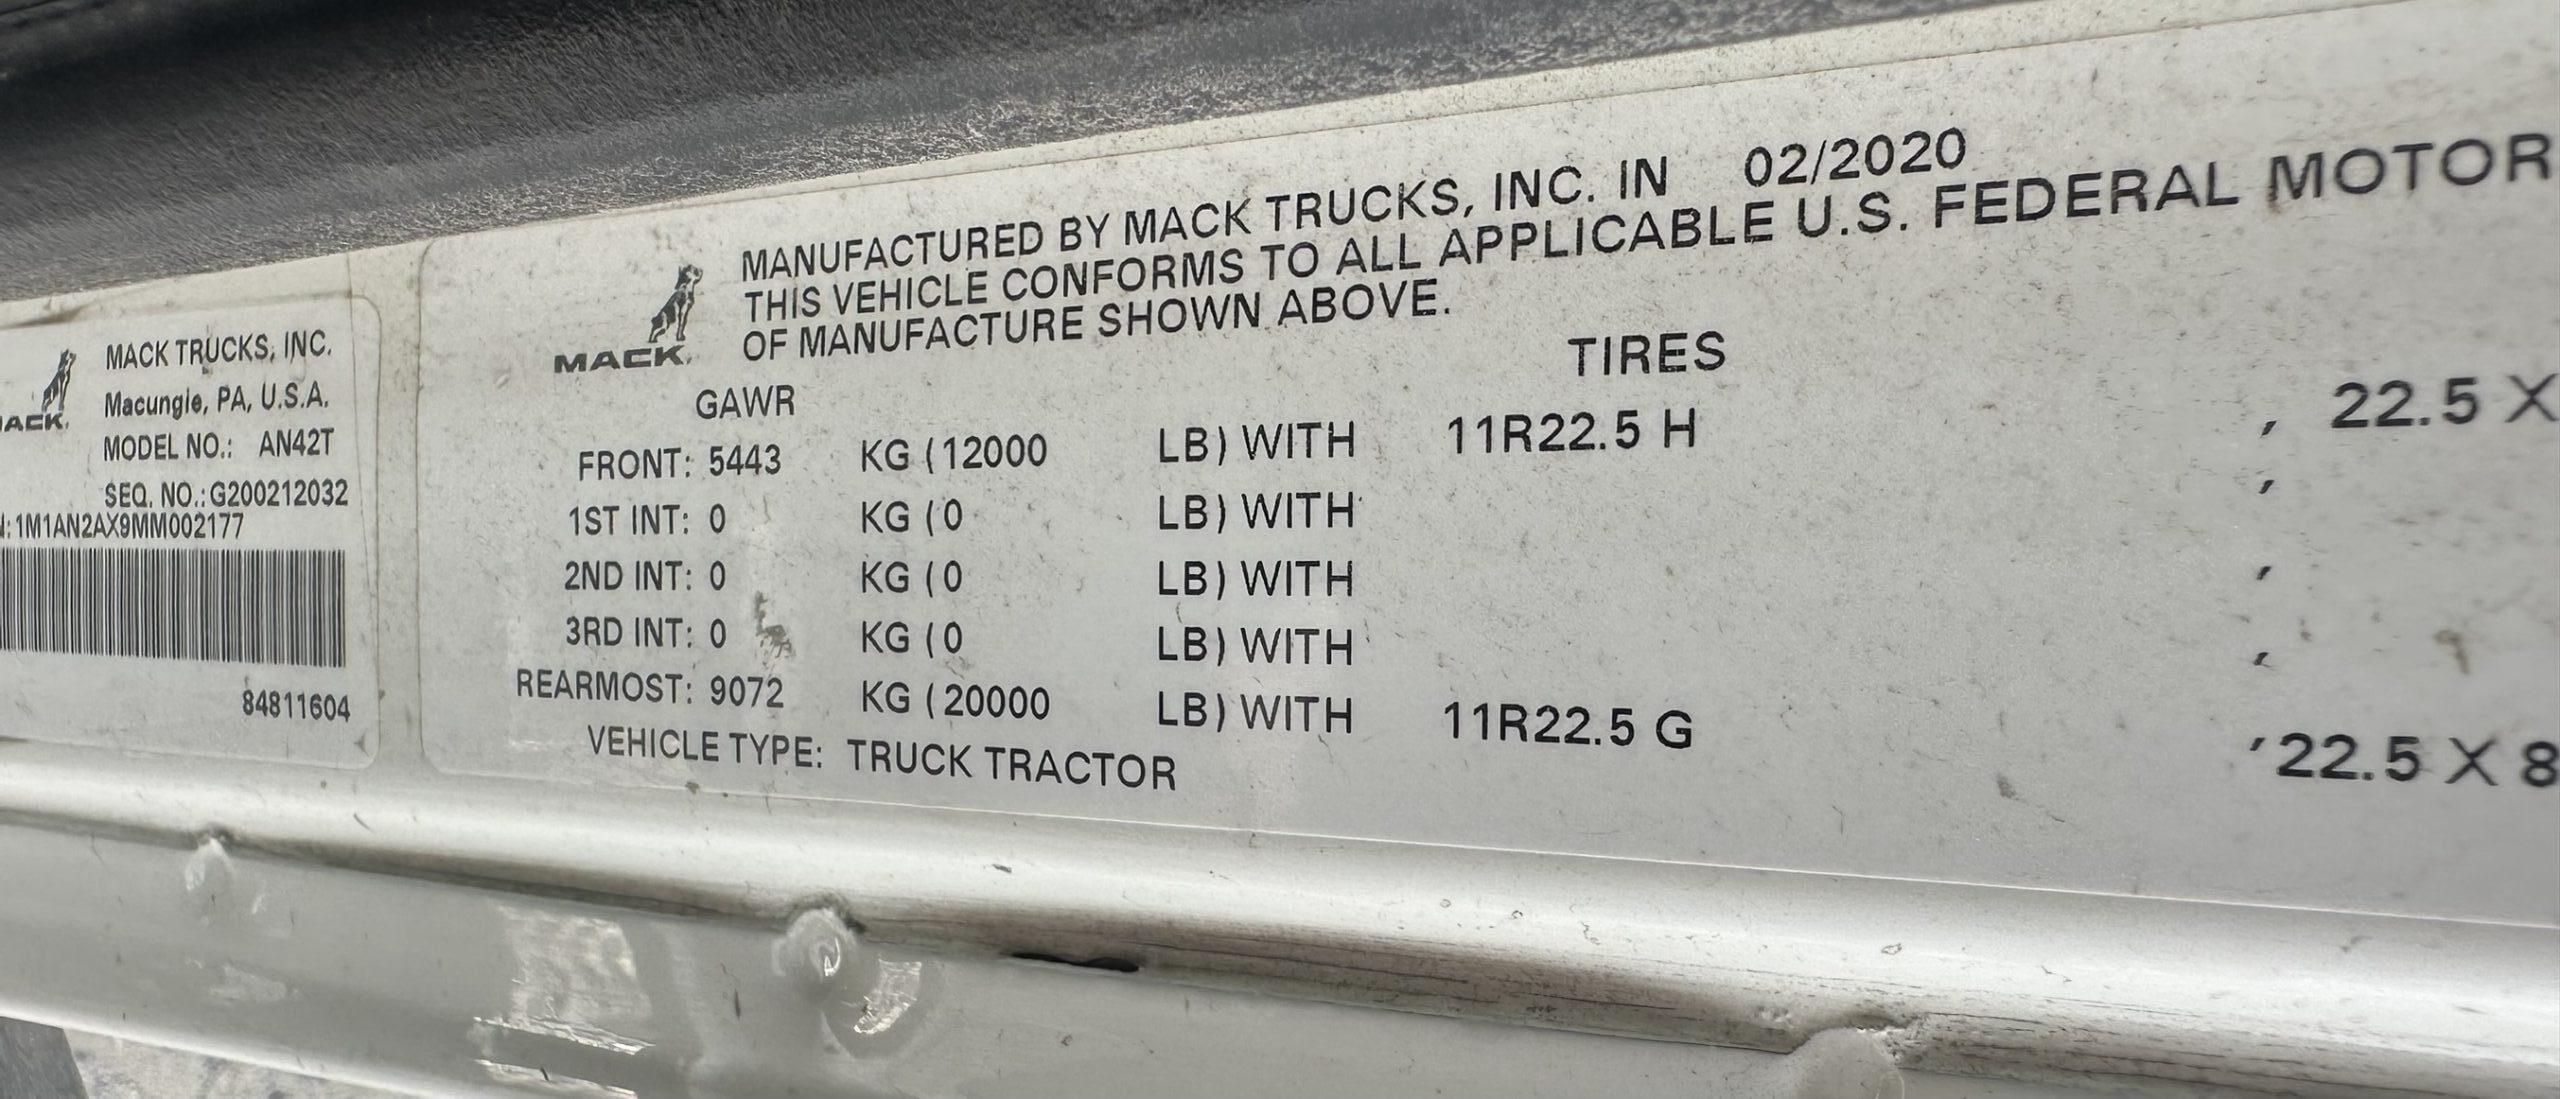 MACK TRUCKS, INC.
Macungie, PA, U.S.A.
MODEL NO.: AN42T
SEQ. NO.: G200212032
: 1M1AN2AX9MM002177
84811604
MACK
MANUFACTURED BY MACK TRUCKS, INC. IN 02/2020
THIS VEHICLE CONFORMS TO ALL APPLICABLE U.S. FEDERAL MOTOR
OF MANUFACTURE SHOWN ABOVE.
GAWR TIRES
FRONT: 5443 KG (12000 LB) WITH 11R22.5 H , 22.5 X
1ST INT: 0 KG (0 LB) WITH ,
2ND INT: 0 KG (0 LB) WITH ,
3RD INT: 0 KG (0 LB) WITH ,
REARMOST: 9072 KG (20000 LB) WITH 11R22.5 G , 22.5 X 8
VEHICLE TYPE: TRUCK TRACTOR